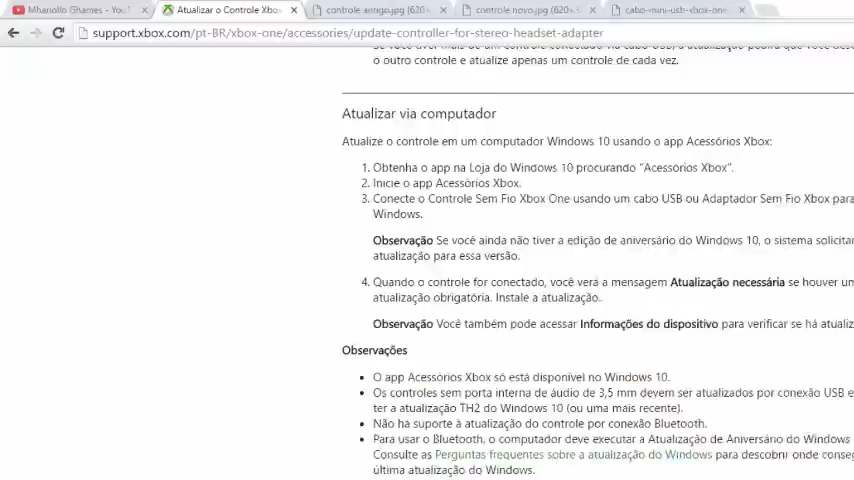 Mhanollo Ghames - YouT
Atualizar o Controle Xbox
controle antigo.jpg (620×
controle novo.jpg (620×3
cabo-mini-usb-xbox-one-
support.xbox.com/pt-BR/xbox-one/accessories/update-controller-for-stereo-headset-adapter
o outro controle e atualize apenas um controle de cada vez.
Atualizar via computador
Atualize o controle em um computador Windows 10 usando o app Acessórios Xbox:
1. Obtenha o app na Loja do Windows 10 procurando “Acessórios Xbox”.
2. Inicie o app Acessórios Xbox.
3. Conecte o Controle Sem Fio Xbox One usando um cabo USB ou Adaptador Sem Fio Xbox para
Windows.
Observação Se você ainda não tiver a edição de aniversário do Windows 10, o sistema solicitar
atualização para essa versão.
4. Quando o controle for conectado, você verá a mensagem Atualização necessária se houver um
atualização obrigatória. Instale a atualização.
Observação Você também pode acessar Informações do dispositivo para verificar se há atualiz
Observações
• O app Acessórios Xbox só está disponível no Windows 10.
• Os controles sem porta interna de áudio de 3,5 mm devem ser atualizados por conexão USB e
ter a atualização TH2 do Windows 10 (ou uma mais recente).
• Não há suporte à atualização do controle por conexão Bluetooth.
• Para usar o Bluetooth, o computador deve executar a Atualização de Aniversário do Windows
Consulte as Perguntas frequentes sobre a atualização do Windows para descobrir onde conseg
última atualização do Windows.